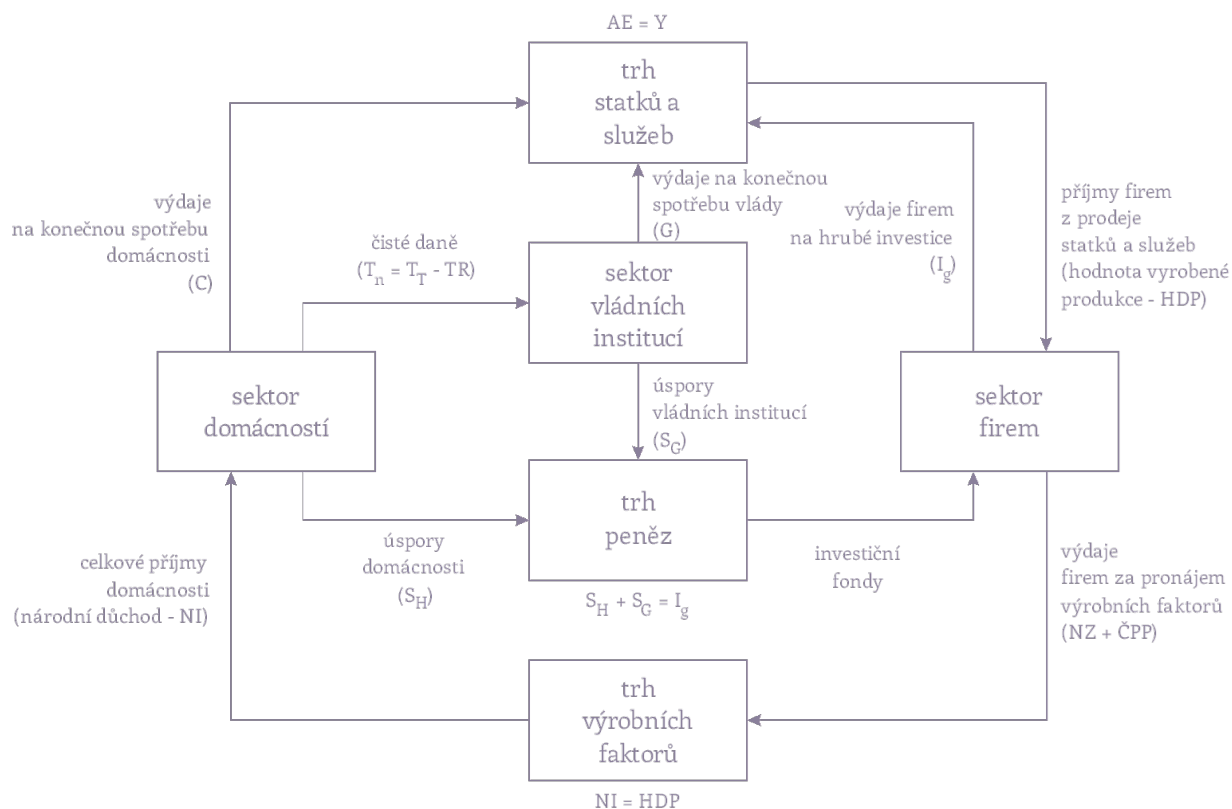 AE = Y
trh
statků a
služeb
výdaje
na konečnou spotřebu
domácnosti
(C)
čisté daně
(Tn = TT - TR)
výdaje na konečnou
spotřebu vlády
(G)
výdaje firem
na hrubé investice
(Ig)
příjmy firem
z prodeje
statků a služeb
(hodnota vyrobené
produkce - HDP)
sektor
vládních
institucí
sektor
domácností
úspory
vládních institucí
(SG)
sektor
firem
trh
peněz
celkové příjmy
domácnosti
(národní důchod - NI)
úspory
domácnosti
(SH)
SH + SG = Ig
investiční
fondy
výdaje
firem za pronájem
výrobních faktorů
(NZ + ČPP)
trh
výrobních
faktorů
NI = HDP